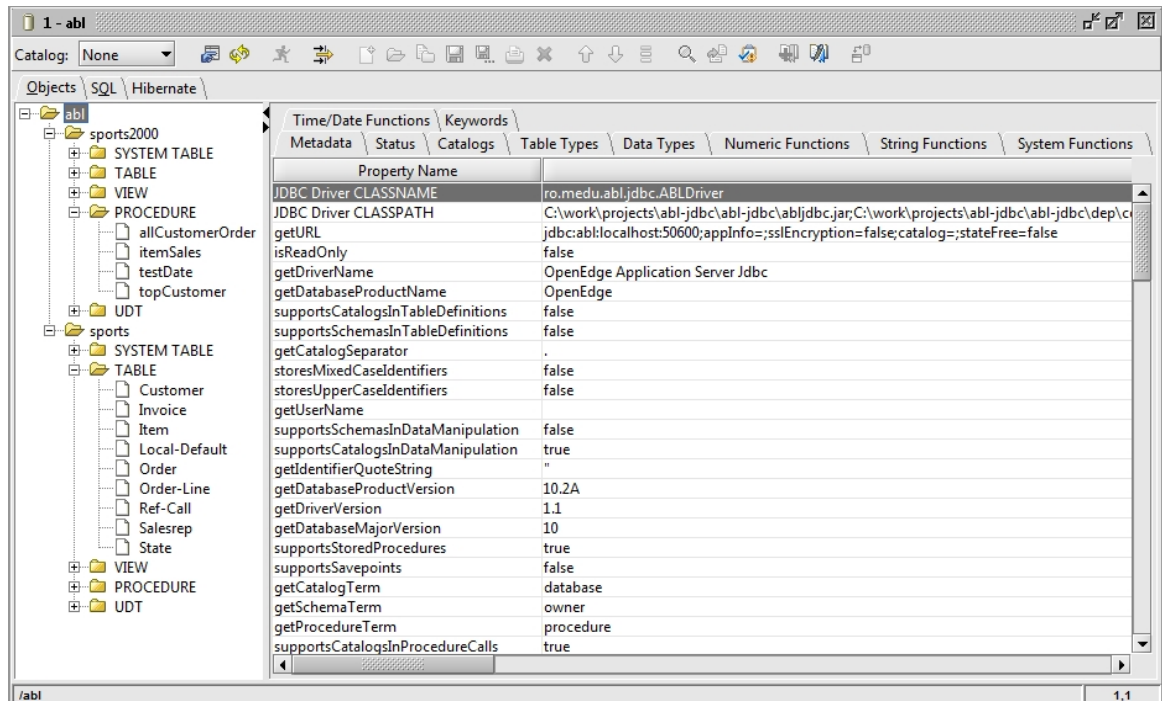 1 - abl
Catalog: None
Objects SQL Hibernate
abl
sports2000
SYSTEM TABLE
TABLE
VIEW
PROCEDURE
allCustomerOrder
itemSales
testDate
topCustomer
UDT
sports
SYSTEM TABLE
TABLE
Customer
Invoice
Item
Local-Default
Order
Order-Line
Ref-Call
Salesrep
State
VIEW
PROCEDURE
UDT
Time/Date Functions Keywords
Metadata Status Catalogs Table Types Data Types Numeric Functions String Functions System Functions
Property Name
JDBC Driver CLASSNAME ro.medu.abl.jdbc.ABLDriver
JDBC Driver CLASSPATH C:\work\projects\abl-jdbc\abl-jdbc\abljdbc.jar;C:\work\projects\abl-jdbc\abl-jdbc\dep\c
getURL jdbc:abl:localhost:50600;appInfo=;sslEncryption=false;catalog=;stateFree=false
isReadOnly false
getDriverName OpenEdge Application Server Jdbc
getDatabaseProductName OpenEdge
supportsCatalogsInTableDefinitions false
supportsSchemasInTableDefinitions false
getCatalogSeparator .
storesMixedCaseIdentifiers false
storesUpperCaseIdentifiers false
getUserName
supportsSchemasInDataManipulation false
supportsCatalogsInDataManipulation true
getIdentifierQuoteString "
getDatabaseProductVersion 10.2A
getDriverVersion 1.1
getDatabaseMajorVersion 10
supportsStoredProcedures true
supportsSavepoints false
getCatalogTerm database
getSchemaTerm owner
getProcedureTerm procedure
supportsCatalogsInProcedureCalls true
/abl 1,1